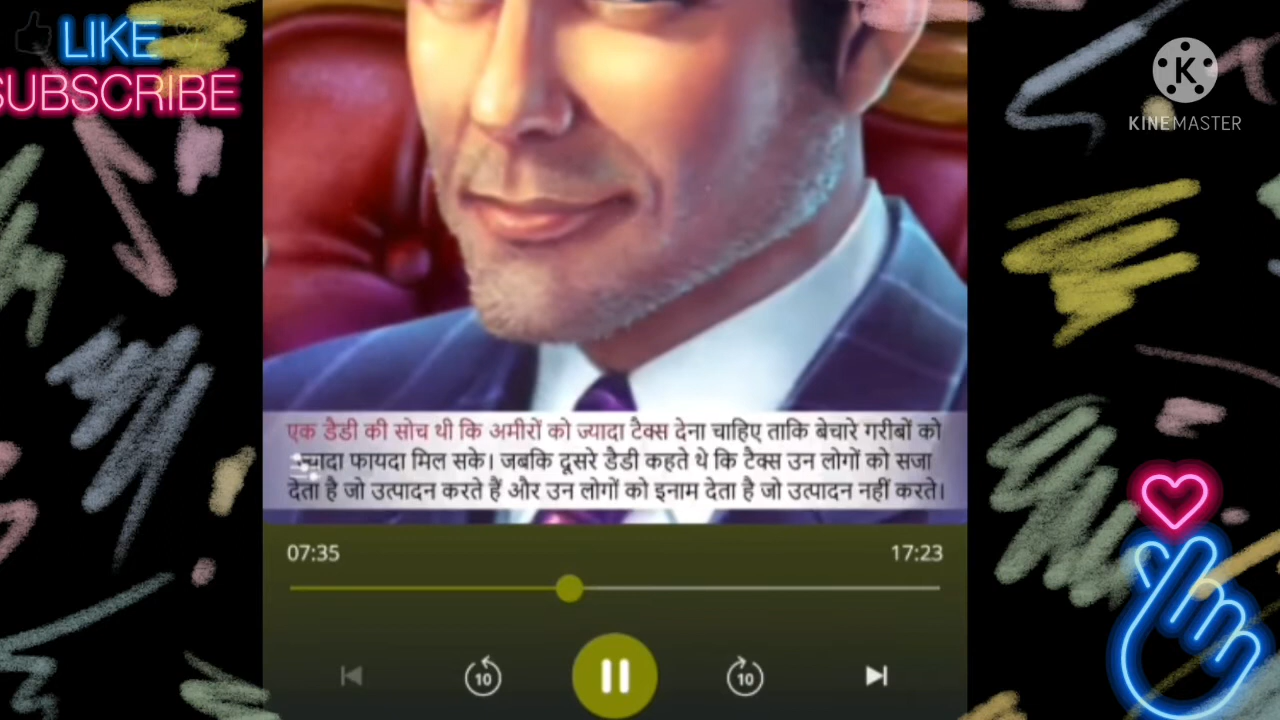 LIKE
SUBSCRIBE
KINEMASTER
एक डैडी की सोच थी कि अमीरों को ज्यादा टैक्स देना चाहिए ताकि बेचारे गरीबों को
ज्यादा फायदा मिल सके। जबकि दूसरे डैडी कहते थे कि टैक्स उन लोगों को सजा
देता है जो उत्पादन करते हैं और उन लोगों को इनाम देता है जो उत्पादन नहीं करते।
07:35
17:23
10
10